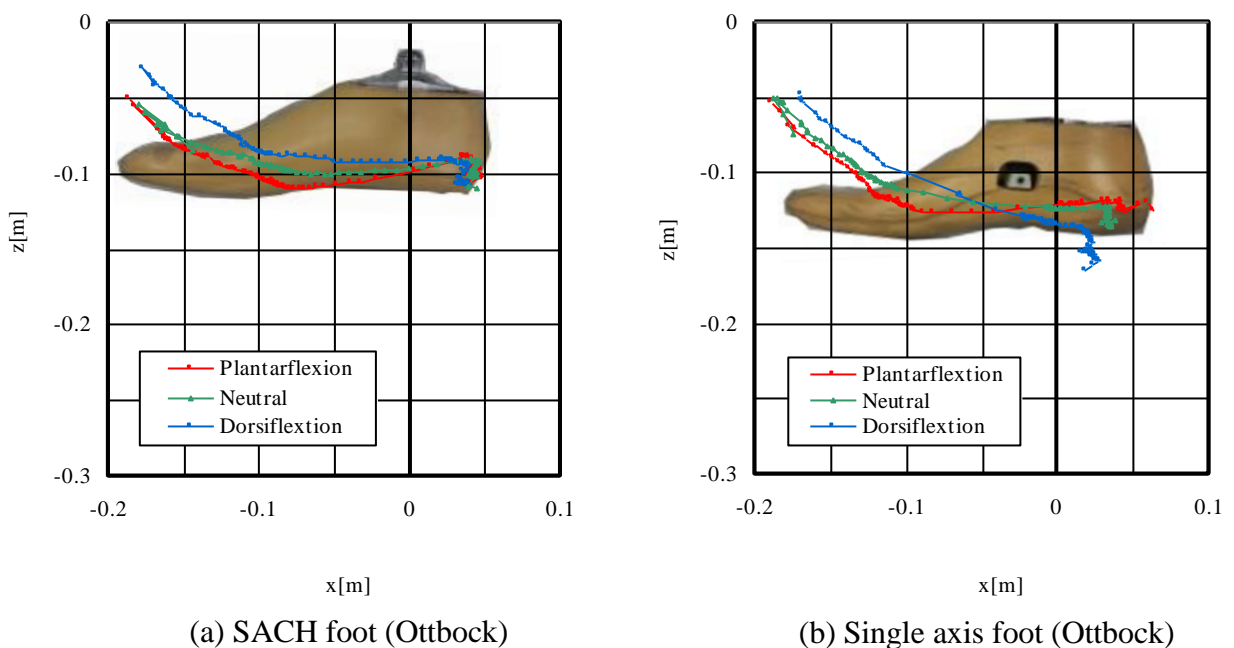 0
-0.1
-0.2
-0.3
z[m]
Plantarflexion
Neutral
Dorsiflextion
-0.2 -0.1 0 0.1
x[m]
(a) SACH foot (Ottbock)
0
-0.1
-0.2
-0.3
z[m]
Plantarflextion
Neutral
Dorsiflextion
-0.2 -0.1 0 0.1
x[m]
(b) Single axis foot (Ottbock)